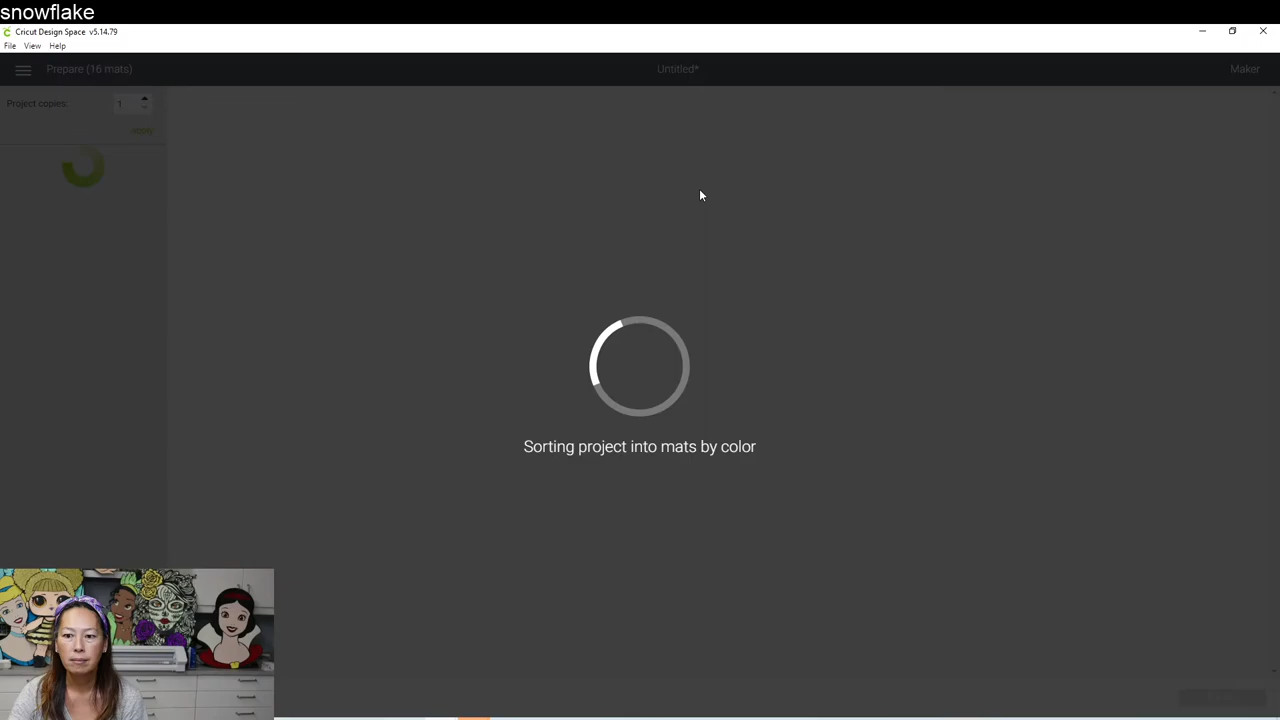 snowflake
Cricut Design Space v5.14.79
File View Help
Prepare (16 mats) Untitled* Maker
Project copies: 1
Apply
Sorting project into mats by color